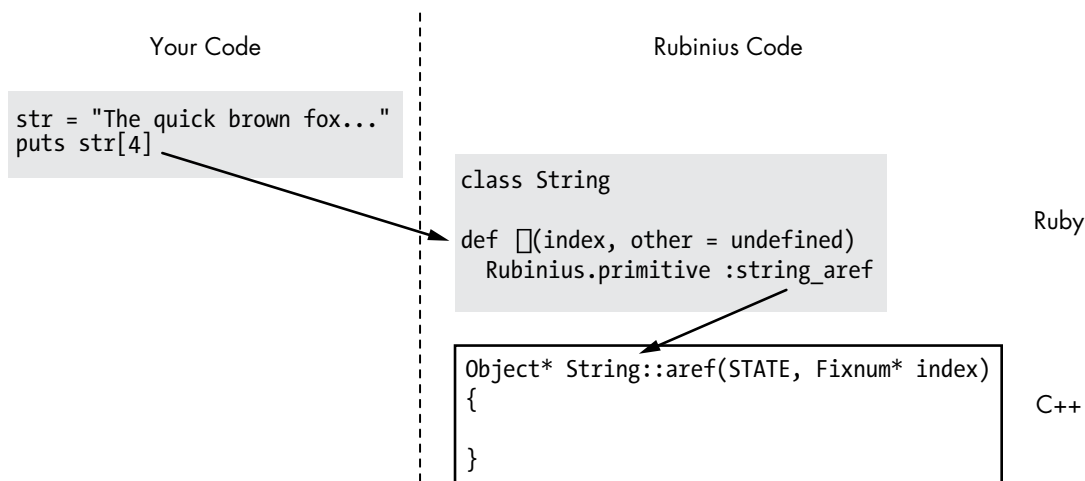 Your Code
Rubinius Code
str = "The quick brown fox..."
puts str[4]
class String
def [](index, other = undefined)
Rubinius.primitive :string_aref
Ruby
Object* String::aref(STATE, Fixnum* index)
{
}
C++